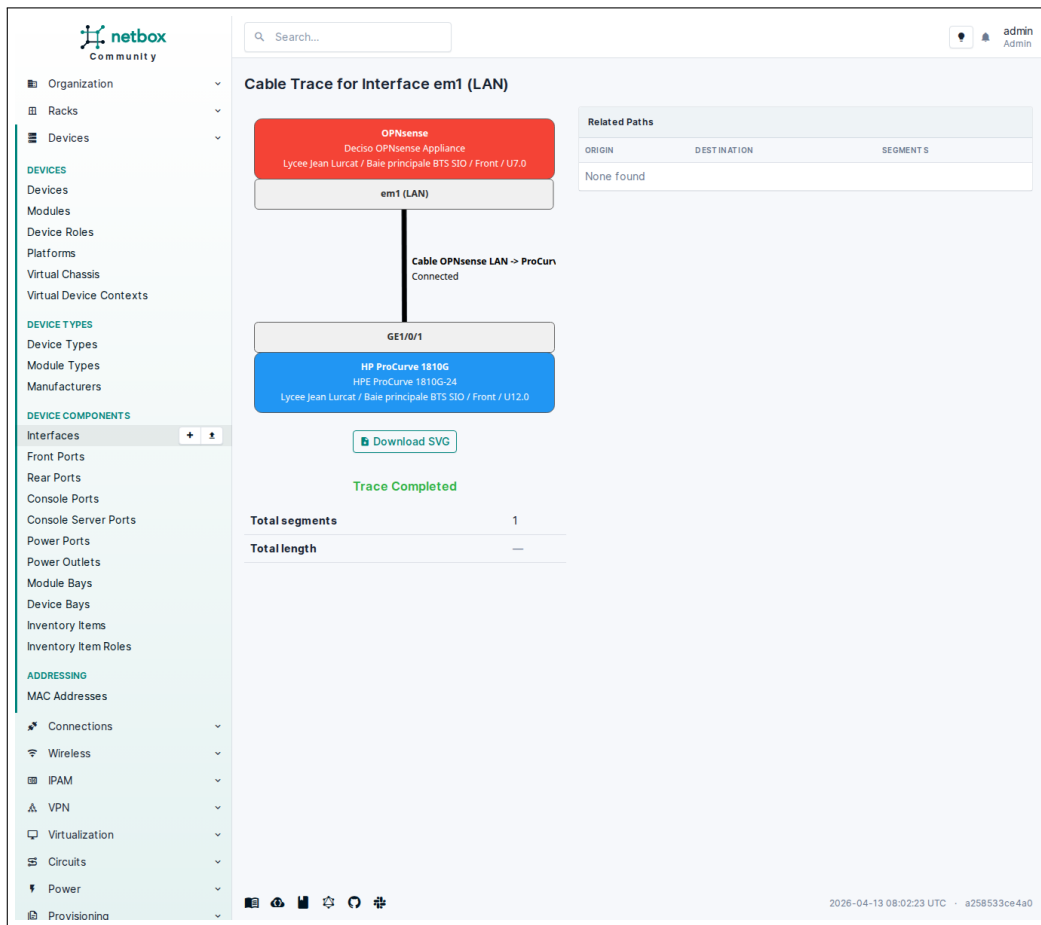 netbox
Community
Search...
admin
Admin
Organization
Racks
Devices
DEVICES
Devices
Modules
Device Roles
Platforms
Virtual Chassis
Virtual Device Contexts
DEVICE TYPES
Device Types
Module Types
Manufacturers
DEVICE COMPONENTS
Interfaces
Front Ports
Rear Ports
Console Ports
Console Server Ports
Power Ports
Power Outlets
Module Bays
Device Bays
Inventory Items
Inventory Item Roles
ADDRESSING
MAC Addresses
Connections
Wireless
IPAM
VPN
Virtualization
Circuits
Power
Provisioning
Cable Trace for Interface em1 (LAN)
OPNsense
Deciso OPNsense Appliance
Lycee Jean Lurcat / Baie principale BTS SIO / Front / U7.0
em1 (LAN)
Cable OPNsense LAN -> ProCurv
Connected
GE1/0/1
HP ProCurve 1810G
HPE ProCurve 1810G-24
Lycee Jean Lurcat / Baie principale BTS SIO / Front / U12.0
Download SVG
Trace Completed
Total segments 1
Total length —
Related Paths
ORIGIN DESTINATION SEGMENTS
None found
2026-04-13 08:02:23 UTC · a258533ce4a0